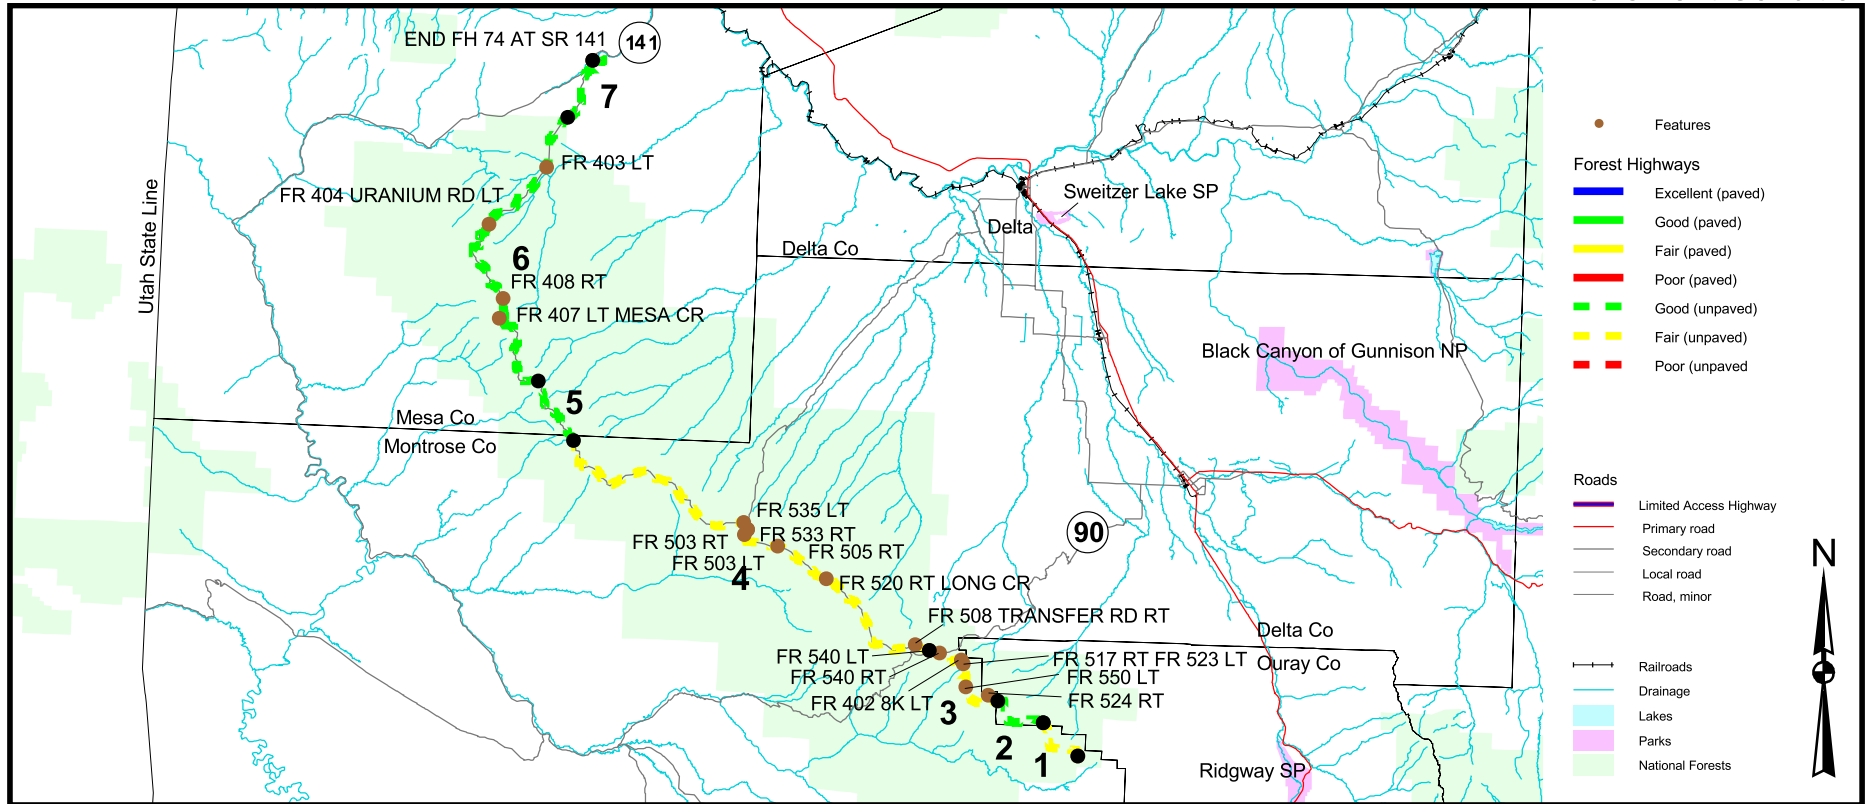 END FH 74 AT SR 141
141
7
FR 403 LT
FR 404 URANIUM RD LT
6
FR 408 RT
FR 407 LT MESA CR
Utah State Line
5
Mesa Co
Montrose Co
Sweitzer Lake SP
Delta
Delta Co
Black Canyon of Gunnison NP
FR 535 LT
FR 533 RT
FR 503 RT
FR 505 RT
FR 503 LT
4
90
FR 520 RT LONG CR
FR 508 TRANSFER RD RT
Delta Co
Ouray Co
FR 540 LT
FR 517 RT FR 523 LT
FR 540 RT
FR 550 LT
FR 402 8K LT
FR 524 RT
3
2
1
Ridgway SP
Features
Forest Highways
Excellent (paved)
Good (paved)
Fair (paved)
Poor (paved)
Good (unpaved)
Fair (unpaved)
Poor (unpaved
Roads
Limited Access Highway
Primary road
Secondary road
Local road
Road, minor
N
Railroads
Drainage
Lakes
Parks
National Forests